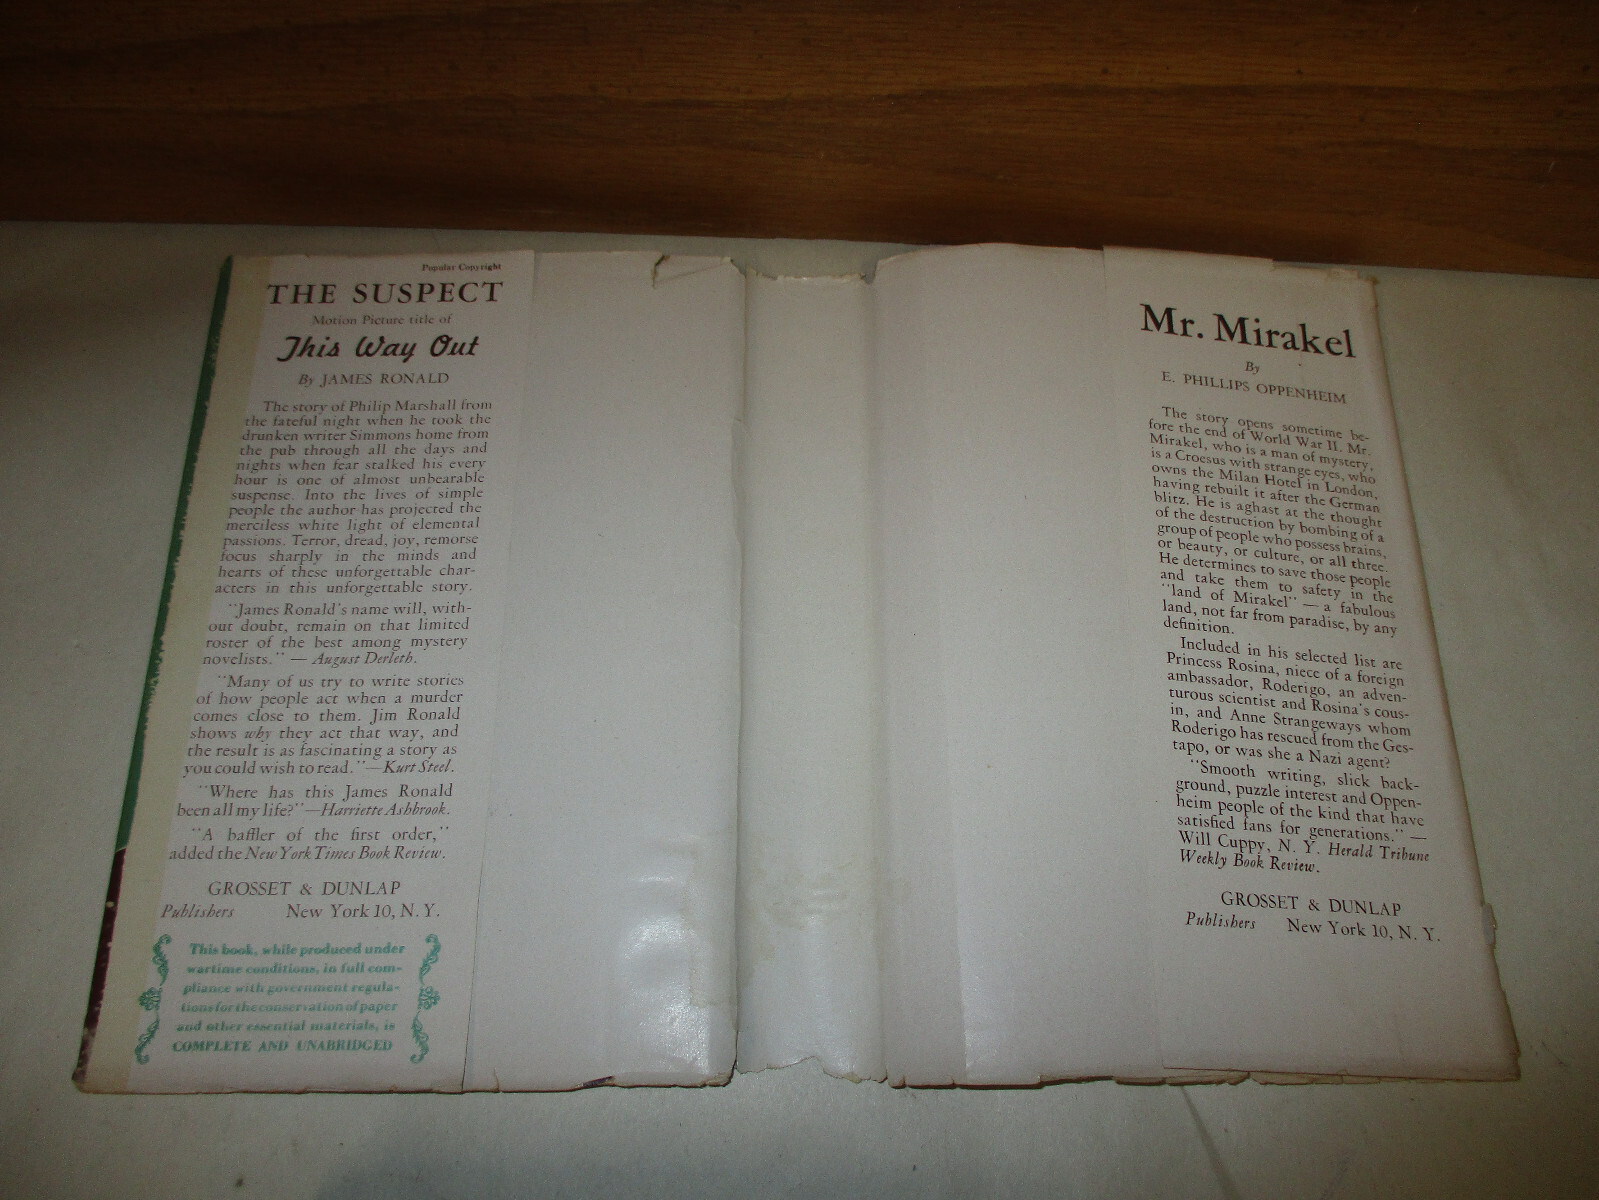 Popular Copyright
THE SUSPECT
Motion Picture title of
This Way Out
By JAMES RONALD
The story of Philip Marshall from
the fateful night when he took the
drunken writer Simmons home from
the pub through all the days and
nights when fear stalked his every
hour is one of almost unbearable
suspense. Into the lives of simple
people the author has projected the
merciless white light of elemental
passions. Terror, dread, joy, remorse
focus sharply in the minds and
hearts of these unforgettable char-
acters in this unforgettable story.
"James Ronald's name will, with-
out doubt, remain on that limited
roster of the best among mystery
novelists." — August Derleth.
"Many of us try to write stories
of how people act when a murder
comes close to them. Jim Ronald
shows why they act that way, and
the result is as fascinating a story as
you could wish to read."—Kurt Steel.
"Where has this James Ronald
been all my life?"—Harriette Ashbrook.
"A baffler of the first order,"
added the New York Times Book Review.
GROSSET & DUNLAP
Publishers New York 10, N. Y.
This book, while produced under
wartime conditions, in full com-
pliance with government regula-
tions for the conservation of paper
and other essential materials, is
COMPLETE AND UNABRIDGED
Mr. Mirakel
By
E. PHILLIPS OPPENHEIM
The story opens sometime be-
fore the end of World War II. Mr.
Mirakel, who is a man of mystery,
is a Croesus with strange eyes, who
owns the Milan Hotel in London,
having rebuilt it after the German
blitz. He is aghast at the thought
of the destruction by bombing of a
group of people who possess brains,
or beauty, or culture, or all three.
He determines to save those people
and take them to safety in the
"land of Mirakel" — a fabulous
land, not far from paradise, by any
definition.
Included in his selected list are
Princess Rosina, niece of a foreign
ambassador, Roderigo, an adven-
turous scientist and Rosina's cous-
in, and Anne Strangeways whom
Roderigo has rescued from the Ges-
tapo, or was she a Nazi agent?
"Smooth writing, slick back-
ground, puzzle interest and Oppen-
heim people of the kind that have
satisfied fans for generations." —
Will Cuppy, N. Y. Herald Tribune
Weekly Book Review.
GROSSET & DUNLAP
Publishers New York 10, N. Y.